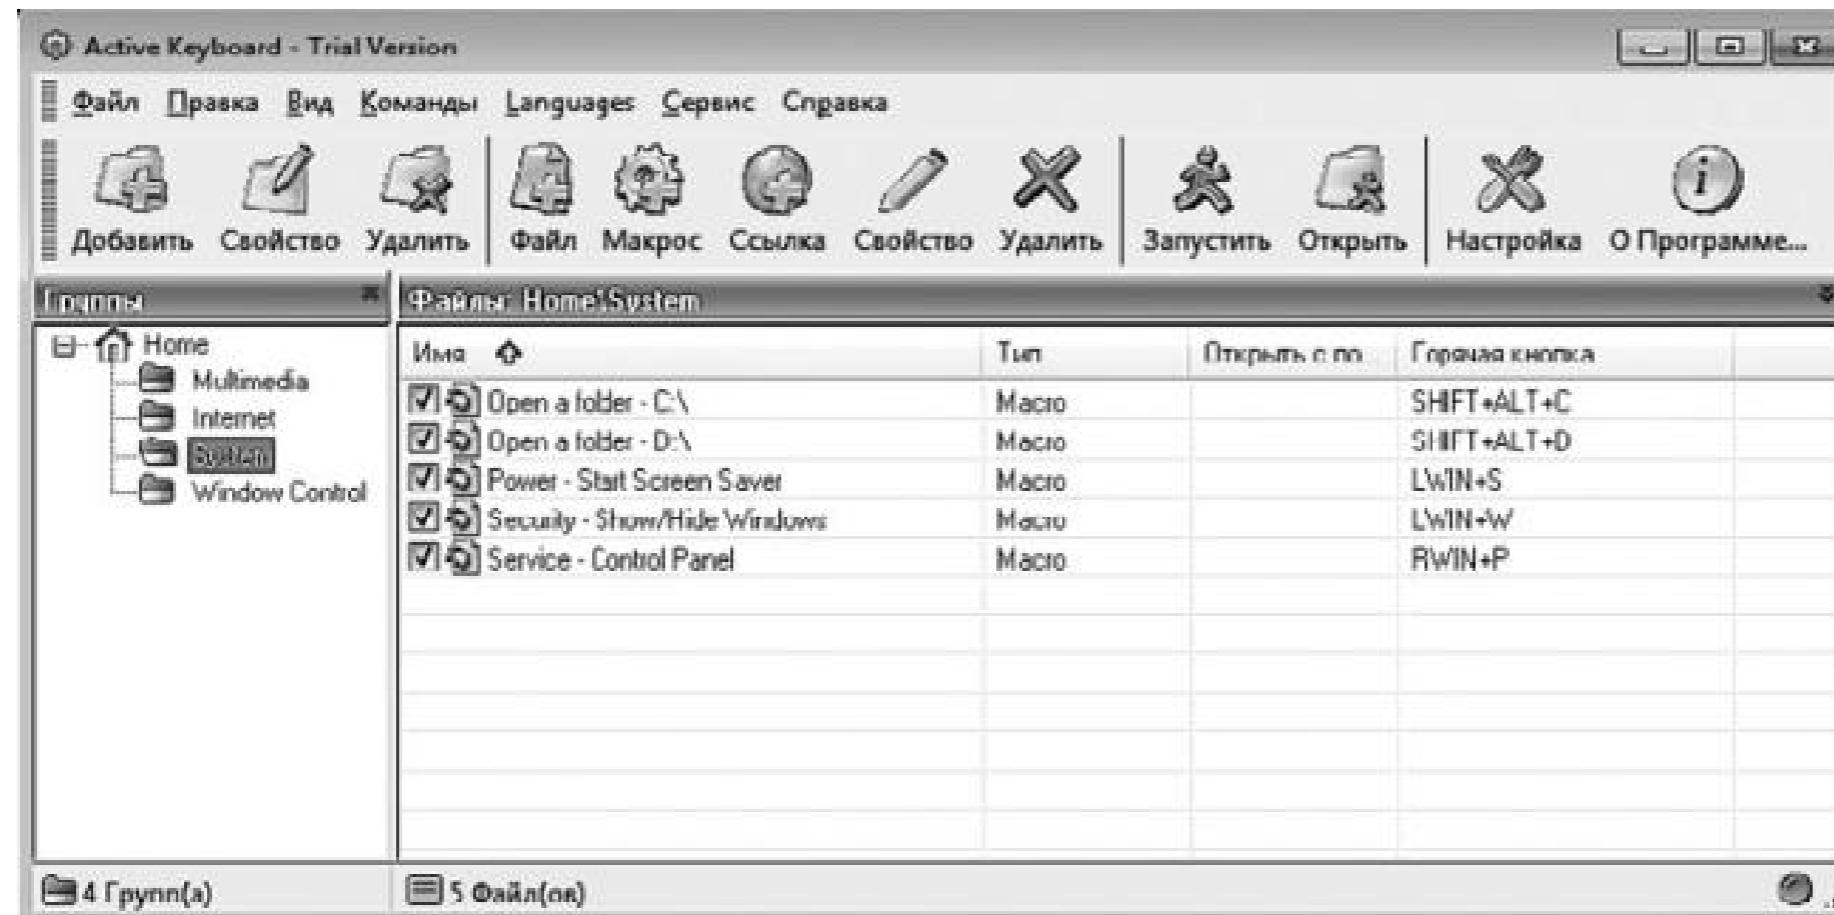 Active Keyboard - Trial Version
Файл Правка Вид Команды Languages Сервис Справка
Добавить Свойство Удалить Файл Макрос Ссылка Свойство Удалить Запустить Открыть Настройка О Программе...
Группы Файлы: Home\System
Имя Тип Открыть с по Горячая кнопка
Home
Multimedia
Internet
System
Window Control
Open a folder - C:\ Macro SHIFT+ALT+C
Open a folder - D:\ Macro SHIFT+ALT+D
Power - Start Screen Saver Macro LWIN+S
Security - Show/Hide Windows Macro LWIN+W
Service - Control Panel Macro RWIN+P
4 Групп(а) 5 Файл(ов)